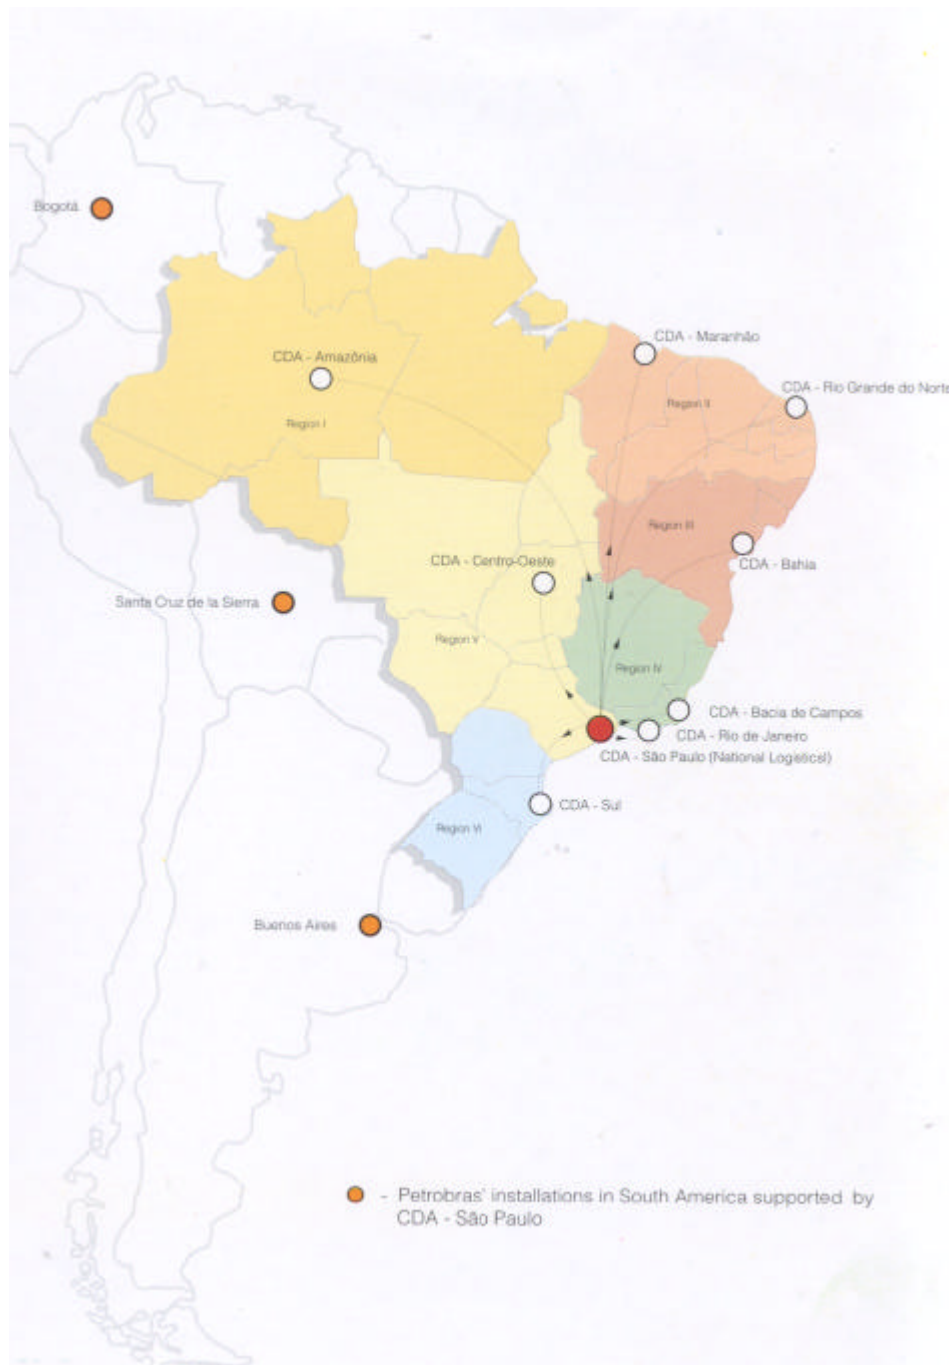 Bogotá
CDA - Maranhão
CDA - Amazônia
CDA - Rio Grande do Norte
Region II
Region I
Region III
CDA - Centro-Oeste
CDA - Bahia
Santa Cruz de la Sierra
Region V
Region IV
CDA - Bacia de Campos
CDA - Rio de Janeiro
CDA - São Paulo (National Logistics)
CDA - Sul
Region VI
Buenos Aires
- Petrobras' installations in South America supported by
CDA - São Paulo